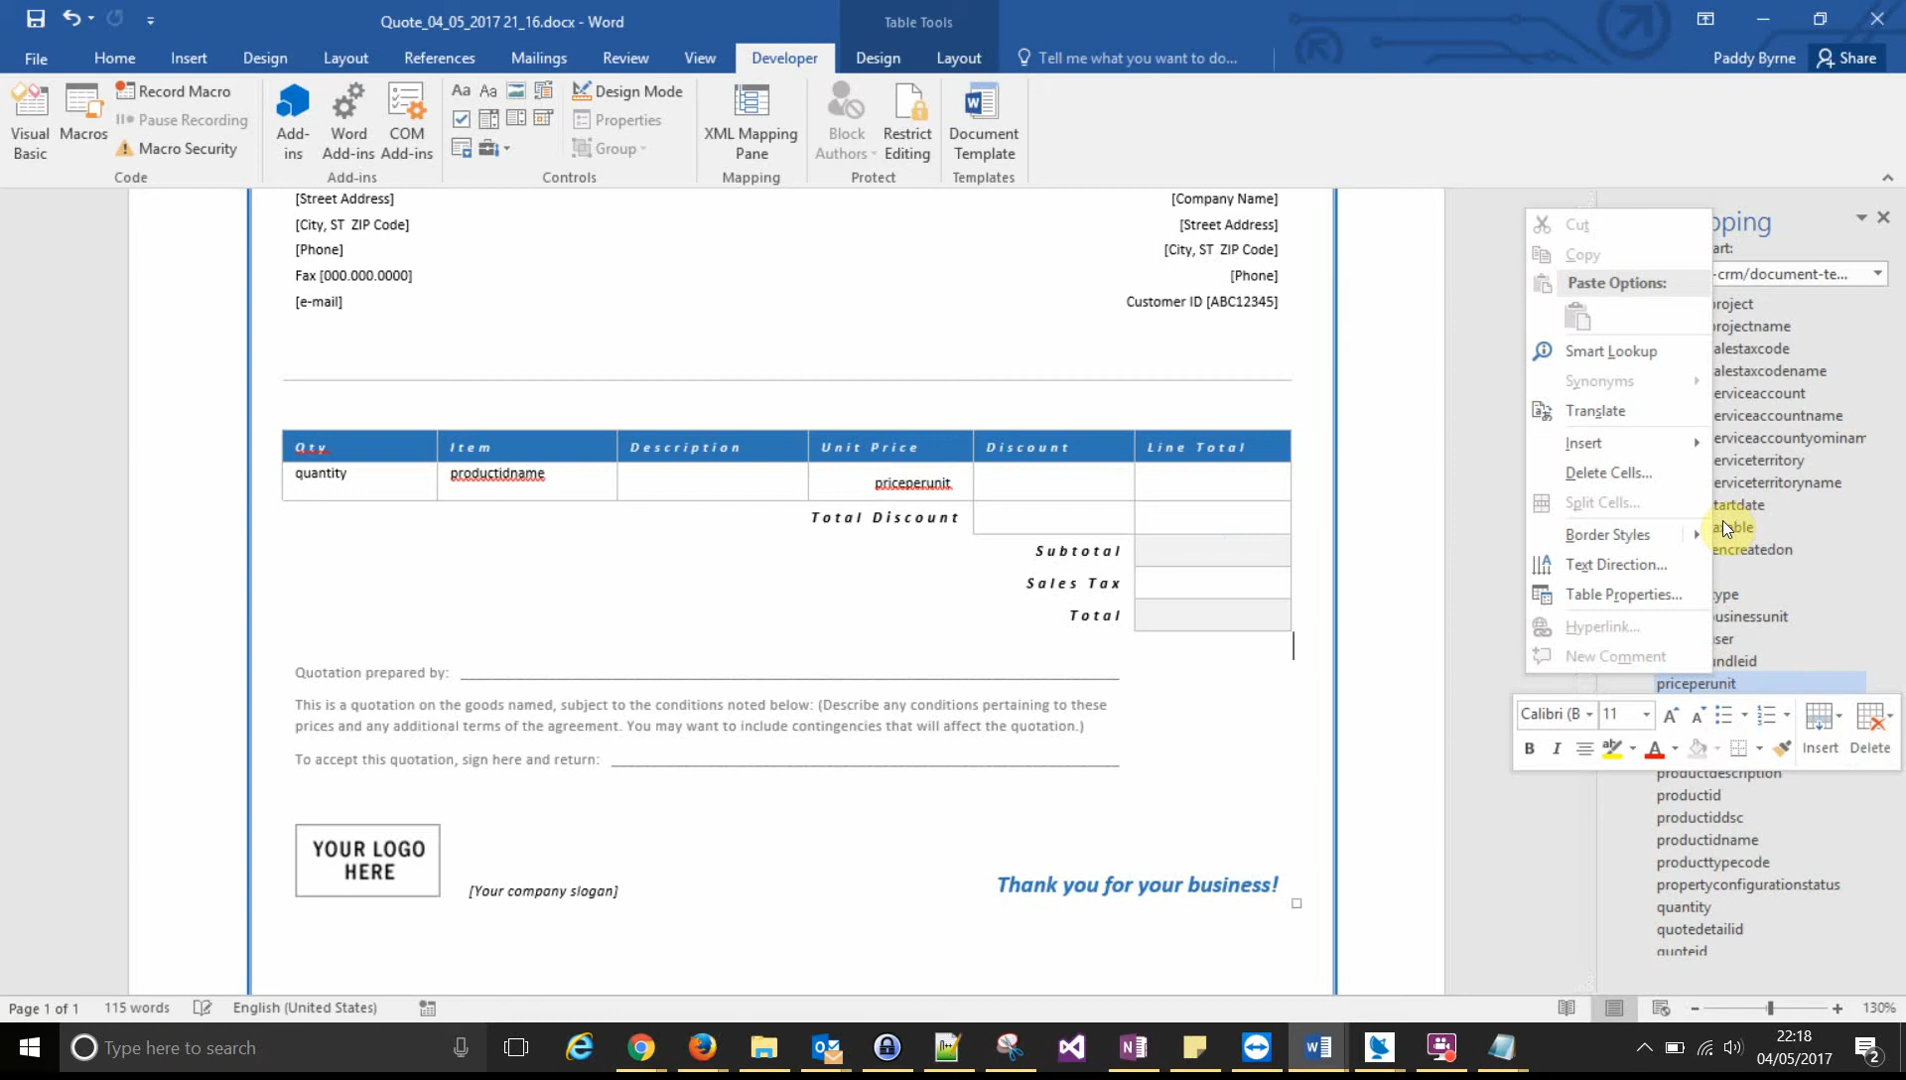 Quote_04_05_2017 21_16.docx - Word
Table Tools
File
Home
Insert
Design
Layout
References
Mailings
Review
View
Developer
Design
Layout
Tell me what you want to do...
Paddy Byrne
Share
Visual Basic
Macros
Record Macro
Pause Recording
Macro Security
Code
Add-ins
Word Add-ins
COM Add-ins
Add-ins
Aa Aa
Design Mode
Properties
Group
Controls
XML Mapping Pane
Mapping
Block Authors
Restrict Editing
Protect
Document Template
Templates
[Street Address]
[City, ST ZIP Code]
[Phone]
Fax [000.000.0000]
[e-mail]
[Company Name]
[Street Address]
[City, ST ZIP Code]
[Phone]
Customer ID [ABC12345]
Qty Item Description Unit Price Discount Line Total
quantity productidname priceperunit
Total Discount
Subtotal
Sales Tax
Total
Quotation prepared by:
This is a quotation on the goods named, subject to the conditions noted below: (Describe any conditions pertaining to these
prices and any additional terms of the agreement. You may want to include contingencies that will affect the quotation.)
To accept this quotation, sign here and return:
YOUR LOGO
HERE
[Your company slogan]
Thank you for your business!
Cut
Copy
Paste Options:
Smart Lookup
Synonyms
Translate
Insert
Delete Cells...
Split Cells...
Border Styles
Text Direction...
Table Properties...
Hyperlink...
New Comment
pping
art:
-crm/document-te...
roject
rojectname
alestaxcode
alestaxcodename
erviceaccount
erviceaccountname
erviceaccountyominam
erviceterritory
erviceterritoryname
tartdate
encreatedon
ype
businessunit
ser
undleid
priceperunit
Calibri (B
11
B I
A
Insert
Delete
productdescription
productid
productiddsc
productidname
producttypecode
propertyconfigurationstatus
quantity
quotedetailid
quoteid
Page 1 of 1
115 words
English (United States)
130%
Type here to search
22:18
04/05/2017
2